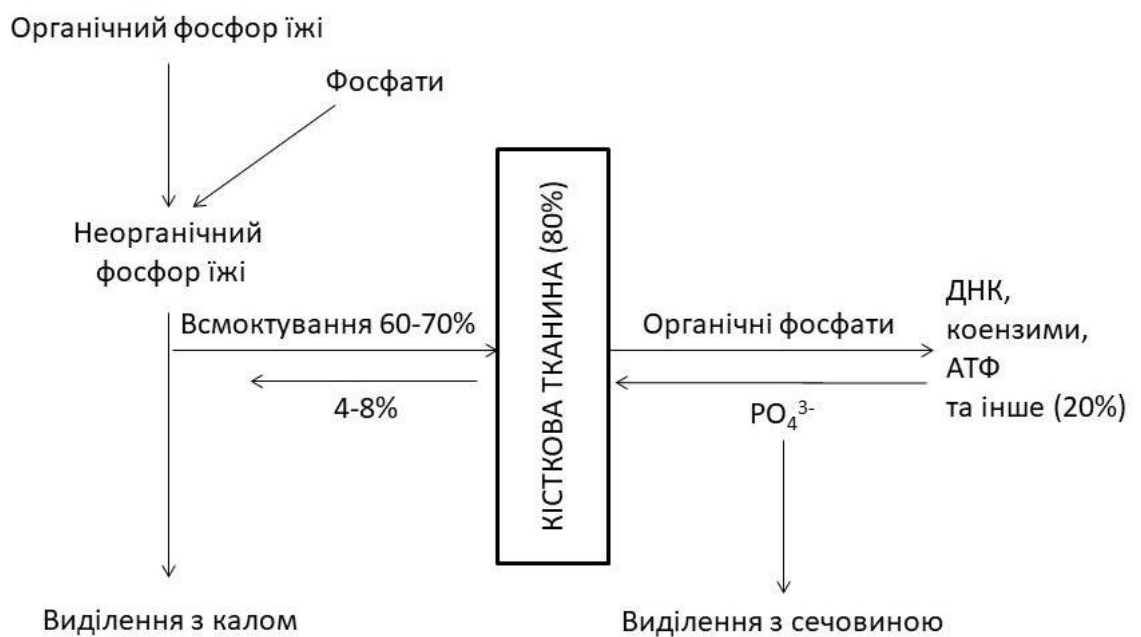 Органічний фосфор їжі
Фосфати
Неорганічний
фосфор їжі
Всмоктування 60-70%
4-8%
КІСТКОВА ТКАНИНА (80%)
Органічні фосфати
PO₄³⁻
ДНК,
коензими,
АТФ
та інше (20%)
Виділення з калом
Виділення з сечовиною